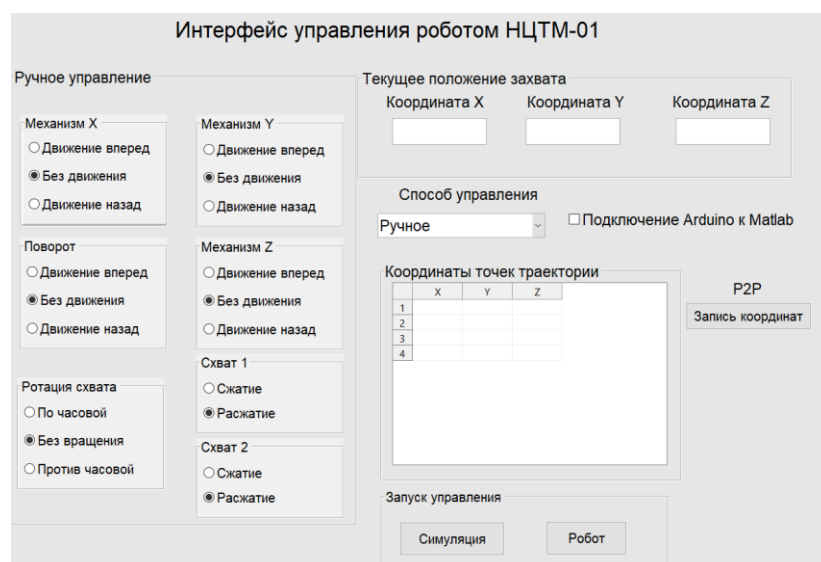 Интерфейс управления роботом НЦТМ-01
Ручное управление
Механизм X
Движение вперед
Без движения
Движение назад
Механизм Y
Движение вперед
Без движения
Движение назад
Поворот
Движение вперед
Без движения
Движение назад
Механизм Z
Движение вперед
Без движения
Движение назад
Ротация схвата
По часовой
Без вращения
Против часовой
Схват 1
Сжатие
Расжатие
Схват 2
Сжатие
Расжатие
Текущее положение захвата
Координата X Координата Y Координата Z
Способ управления
Ручное
Подключение Arduino к Matlab
Координаты точек траектории
X Y Z
1
2
3
4
P2P
Запись координат
Запуск управления
Симуляция Робот